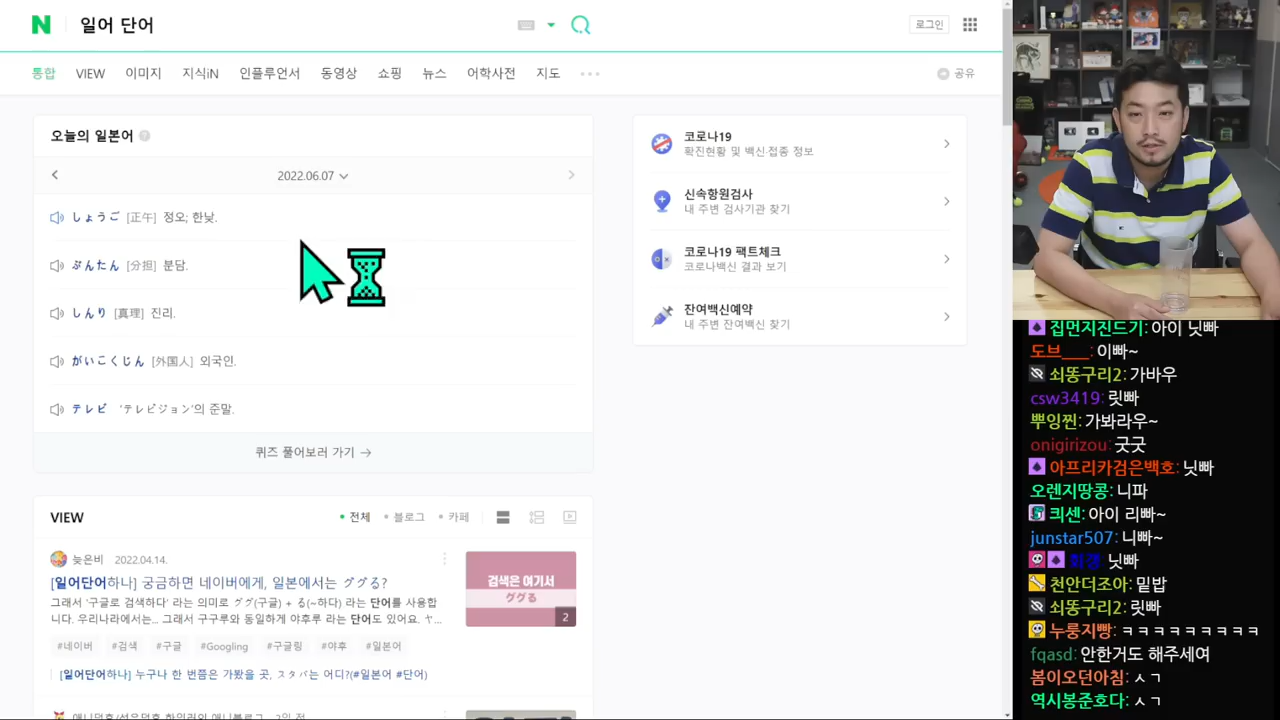 N 일어 단어
로그인
통합 VIEW 이미지 지식iN 인플루언서 동영상 쇼핑 뉴스 어학사전 지도
공유
오늘의 일본어 ?
2022.06.07
しょうご [正午] 정오; 한낮.
ぶんたん [分担] 분담.
しんり [真理] 진리.
がいこくじん [外国人] 외국인.
テレビ 'テレビジョン'의 준말.
퀴즈 풀어보러 가기 →
코로나19
확진현황 및 백신·접종 정보
신속항원검사
내 주변 검사기관 찾기
코로나19 팩트체크
코로나백신 결과 보기
잔여백신예약
내 주변 잔여백신 찾기
VIEW
전체 블로그 카페
늦은비 2022.04.14.
[일어단어하나] 궁금하면 네이버에게, 일본에서는 ググる?
그래서 '구글로 검색하다' 라는 의미로 ググ(구글) + る(~하다) 라는 단어를 사용합
니다. 우리나라에서는... 그래서 구구루와 동일하게 야후루 라는 단어도 있어요. ヤ...
#네이버 #검색 #구글 #Googling #구글링 #야후 #일본어
[일어단어하나] 누구나 한 번쯤은 가봤을 곳, スタバ는 어디?(#일본어 #단어)
검색은 여기서
ググる
2
집먼지진드기: 아이 닛빠
도브___: 이빠~
쇠똥구리2: 가바우
csw3419: 릿빠
뿌잉찐: 가봐라우~
onigirizou: 굿굿
아프리카검은백호: 닛빠
오렌지땅콩: 니파
킈센: 아이 리빠~
junstar507: 니빠~
닛빠
천안더조아: 밑밥
쇠똥구리2: 릿빠
누룽지빵: ㅋㅋㅋㅋㅋㅋㅋㅋㅋ
fqasd: 안한거도 해주세여
봄이오던아침: ㅅㄱ
역시봉준호다: ㅅㄱ